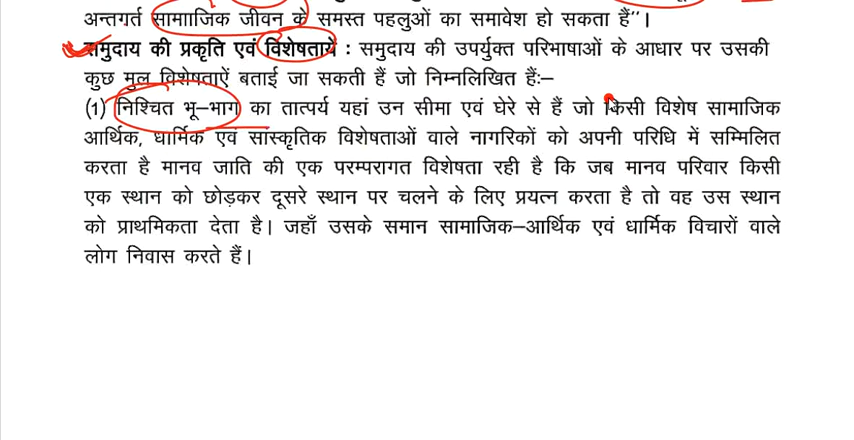 अन्तगर्त सामााजिक जीवन के समस्त पहलुओं का समावेश हो सकता हैं"।
समुदाय की प्रकृति एवं विशेषतायें : समुदाय की उपर्युक्त परिभाषाओं के आधार पर उसकी
कुछ मुल विशेषताऐं बताई जा सकती हैं जो निम्नलिखित हैं:–
(1) निश्चित भू–भाग का तात्पर्य यहां उन सीमा एवं घेरे से हैं जो किसी विशेष सामाजिक
आर्थिक, धार्मिक एवं सांस्कृतिक विशेषताओं वाले नागरिकों को अपनी परिधि में सम्मिलित
करता है मानव जाति की एक परम्परागत विशेषता रही है कि जब मानव परिवार किसी
एक स्थान को छोड़कर दूसरे स्थान पर चलने के लिए प्रयत्न करता है तो वह उस स्थान
को प्राथमिकता देता है। जहाँ उसके समान सामाजिक–आर्थिक एवं धार्मिक विचारों वाले
लोग निवास करते हैं।